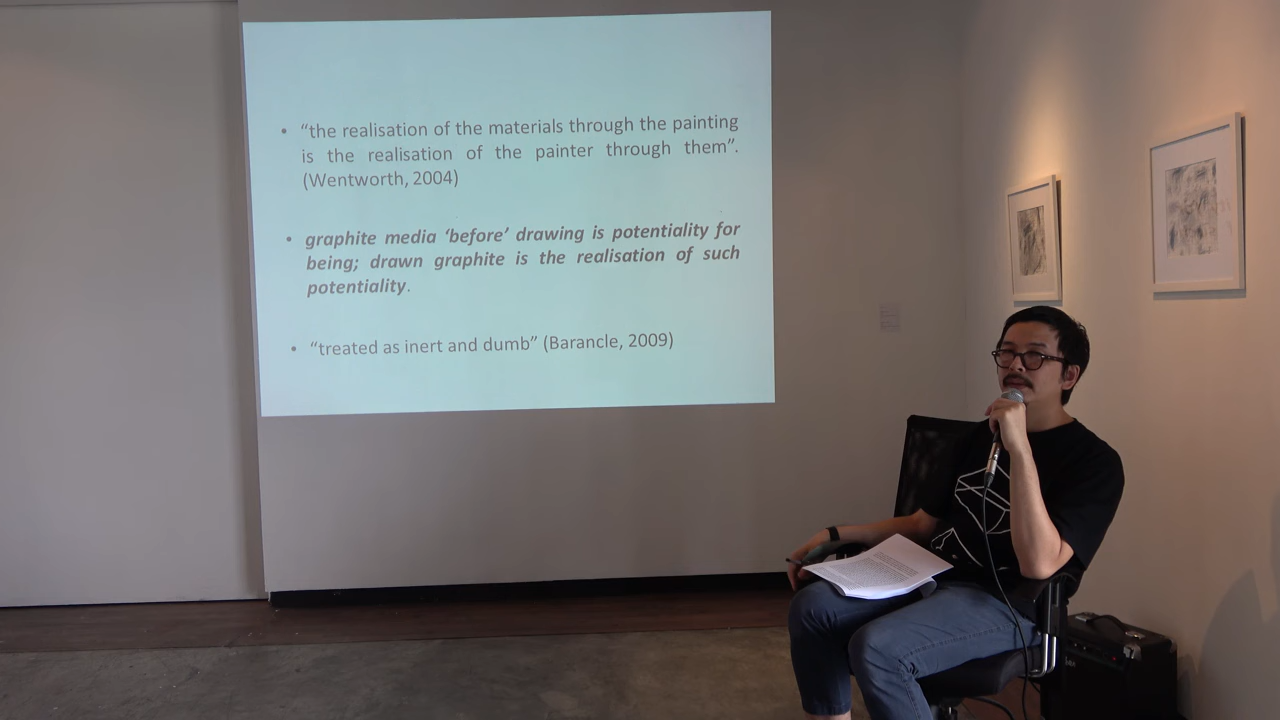 • “the realisation of the materials through the painting
is the realisation of the painter through them”.
(Wentworth, 2004)
• graphite media ‘before’ drawing is potentiality for
being; drawn graphite is the realisation of such
potentiality.
• “treated as inert and dumb” (Barancle, 2009)